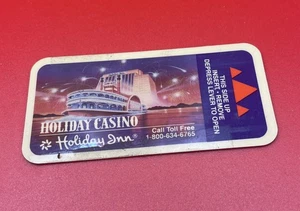 HOLIDAY CASINO
Holiday Inn®
Call Toll Free
1-800-634-6765
THIS SIDE UP
INSERT - REMOVE
DEPRESS LEVER TO OPEN